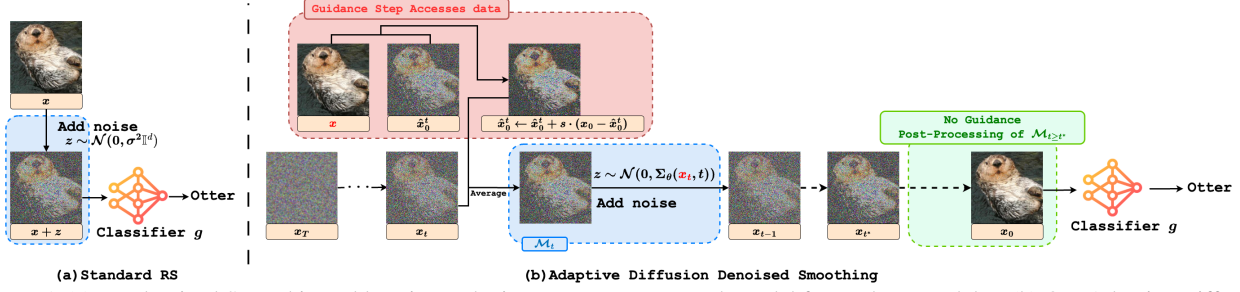 x
Add noise
z ∼ 𝒩(0, σ²𝕀ᵈ)
x + z
Classifier g
Otter
(a)Standard RS
Guidance Step Accesses data
x
x̂₀ᵗ
x̂₀ᵗ ← x̂₀ᵗ + s · (x₀ − x̂₀ᵗ)
x_T
x_t
Average
z ∼ 𝒩(0, Σ_θ(x_t, t))
Add noise
ℳ_t
x_{t−1}
x_{t*}
No Guidance
Post-Processing of ℳ_{t≥t*}
x₀
Classifier g
Otter
(b)Adaptive Diffusion Denoised Smoothing